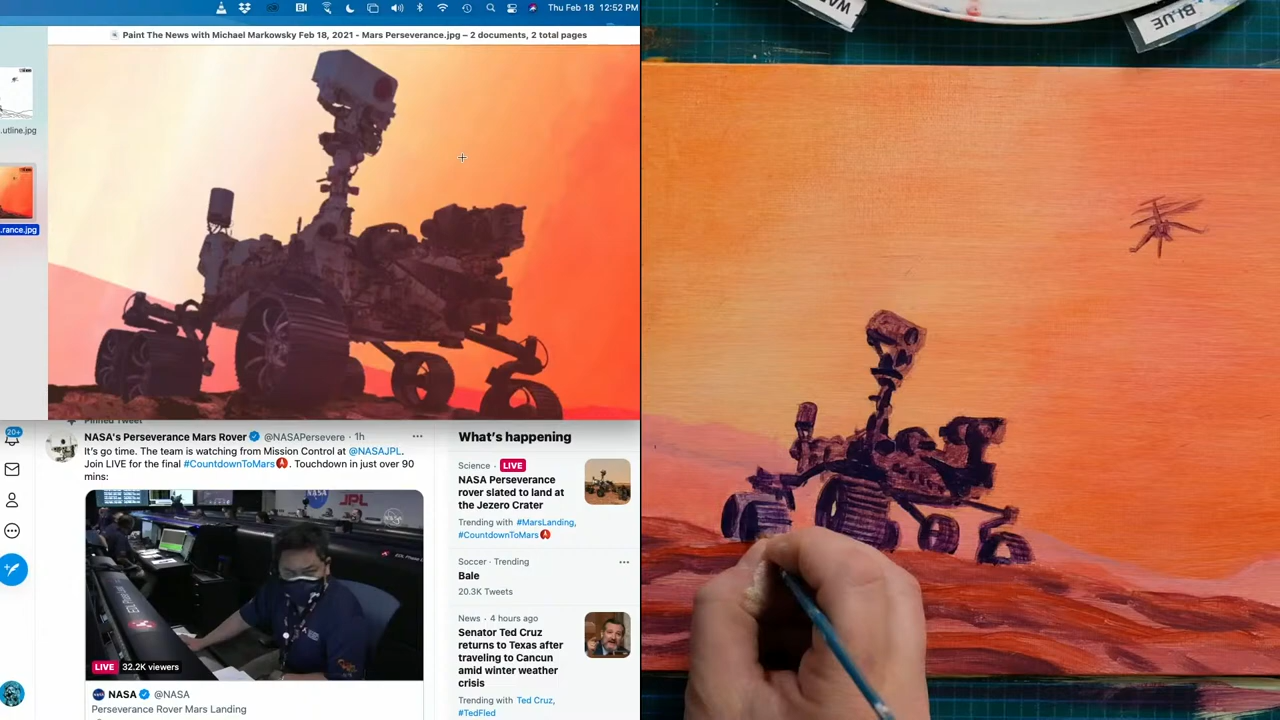 Thu Feb 18 12:52 PM
Paint The News with Michael Markowsky Feb 18, 2021 - Mars Perseverance.jpg – 2 documents, 2 total pages
BLUE
.utline.jpg
.rance.jpg
Pinned Tweet
20+
NASA's Perseverance Mars Rover @NASAPersevere · 1h
It's go time. The team is watching from Mission Control at @NASAJPL.
Join LIVE for the final #CountdownToMars. Touchdown in just over 90
mins:
NASA
JPL
LIVE 32.2K viewers
NASA @NASA
Perseverance Rover Mars Landing
What's happening
Science · LIVE
NASA Perseverance
rover slated to land at
the Jezero Crater
Trending with #MarsLanding,
#CountdownToMars
Soccer · Trending
Bale
20.3K Tweets
News · 4 hours ago
Senator Ted Cruz
returns to Texas after
traveling to Cancun
amid winter weather
crisis
Trending with Ted Cruz,
#TedFled